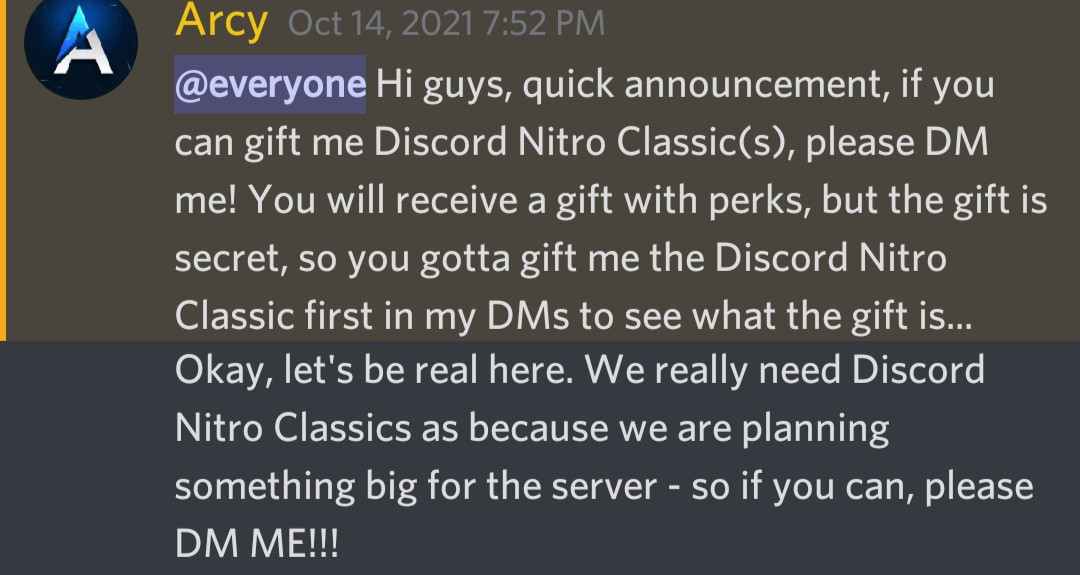 Arcy Oct 14, 2021 7:52 PM
@everyone Hi guys, quick announcement, if you
can gift me Discord Nitro Classic(s), please DM
me! You will receive a gift with perks, but the gift is
secret, so you gotta gift me the Discord Nitro
Classic first in my DMs to see what the gift is...
Okay, let's be real here. We really need Discord
Nitro Classics as because we are planning
something big for the server - so if you can, please
DM ME!!!